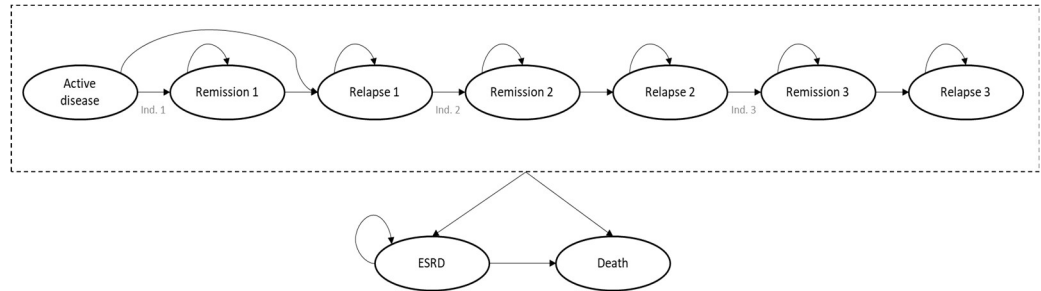 Active
disease
Ind. 1
Remission 1
Relapse 1
Ind. 2
Remission 2
Relapse 2
Ind. 3
Remission 3
Relapse 3
ESRD
Death